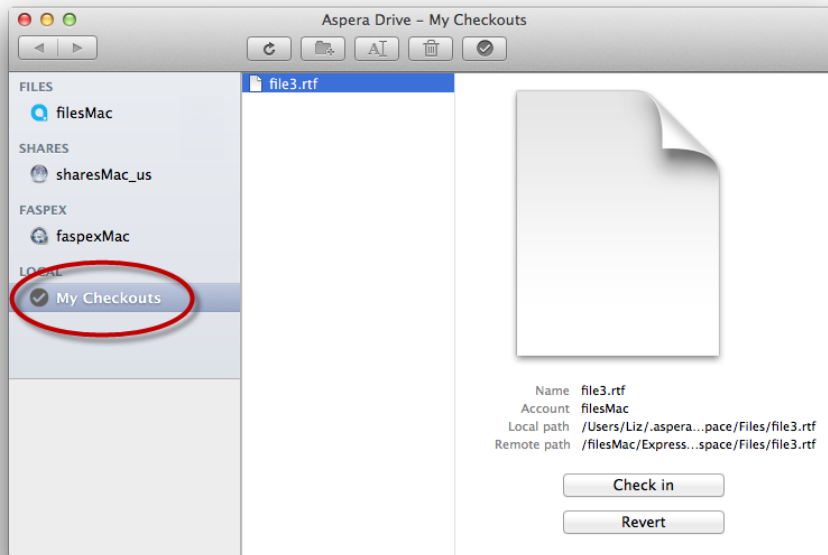 Aspera Drive – My Checkouts
FILES
filesMac
SHARES
sharesMac_us
FASPEX
faspexMac
LOCAL
My Checkouts
file3.rtf
Name file3.rtf
Account filesMac
Local path /Users/Liz/.aspera...pace/Files/file3.rtf
Remote path /filesMac/Express...space/Files/file3.rtf
Check in
Revert